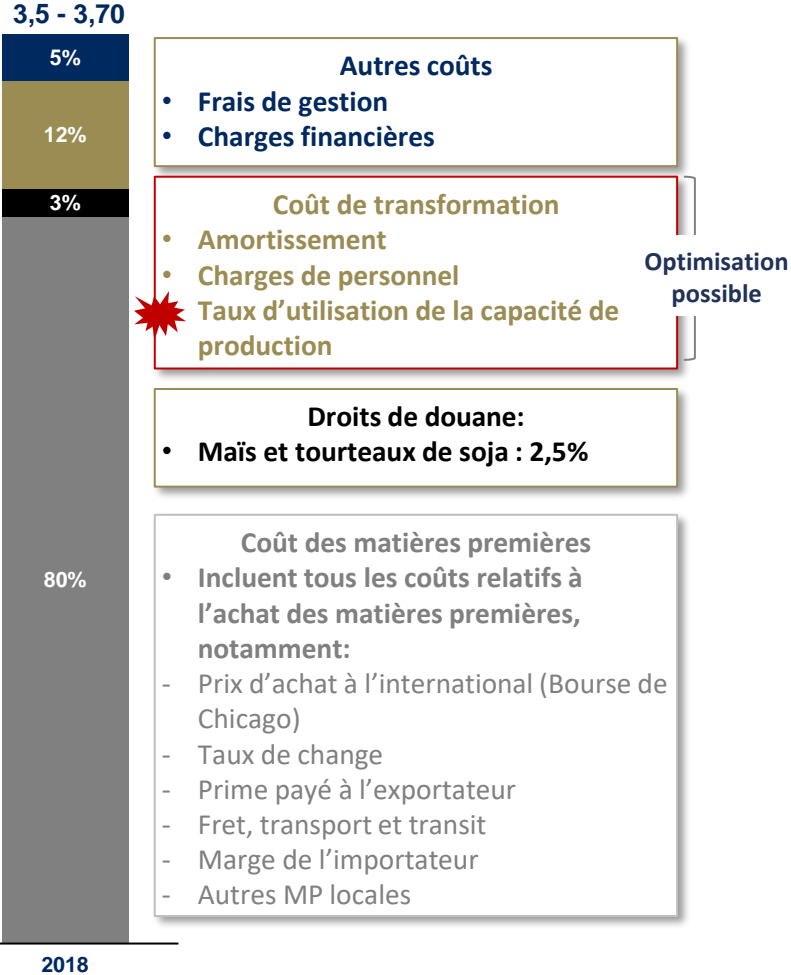 3,5 - 3,70
5%
Autres coûts
• Frais de gestion
• Charges financières
12%
3%
Coût de transformation
• Amortissement
• Charges de personnel
Taux d’utilisation de la capacité de
production
Optimisation
possible
Droits de douane:
• Maïs et tourteaux de soja : 2,5%
80%
Coût des matières premières
• Incluent tous les coûts relatifs à
l’achat des matières premières,
notamment:
- Prix d’achat à l’international (Bourse de
Chicago)
- Taux de change
- Prime payé à l’exportateur
- Fret, transport et transit
- Marge de l’importateur
- Autres MP locales
2018